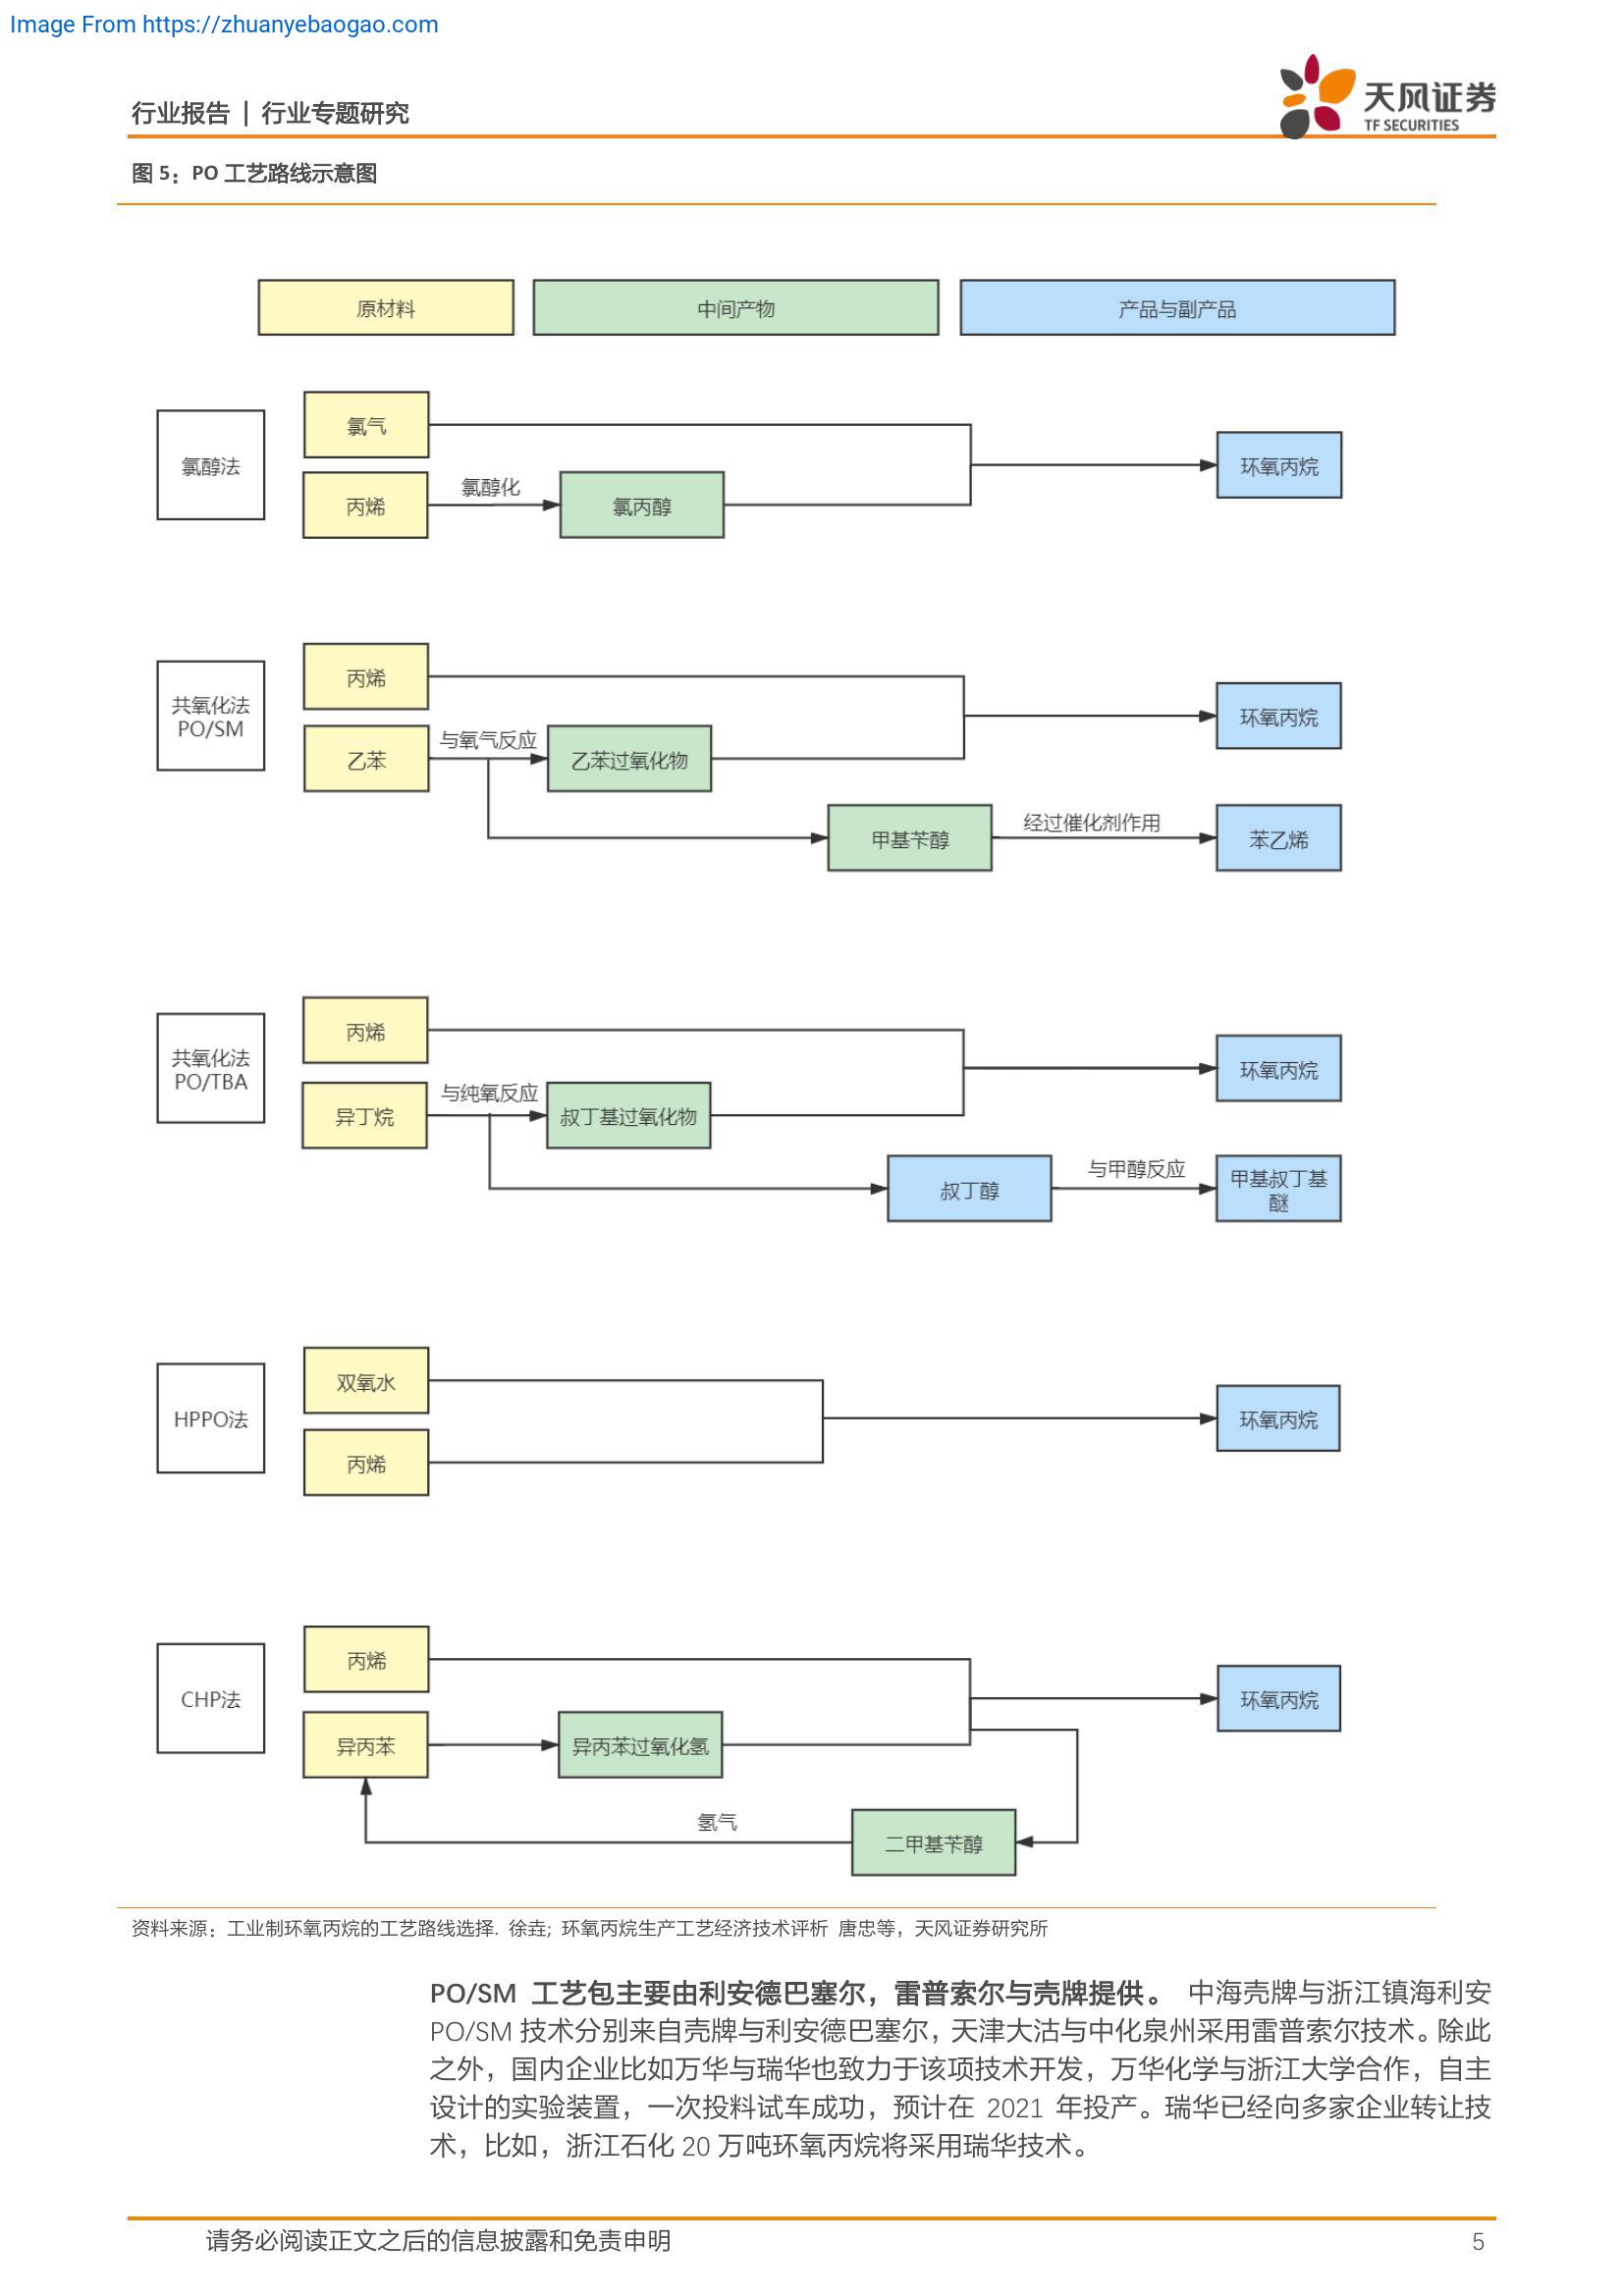 Image From https://zhuanyebaogao.com
行业报告 | 行业专题研究
天风证券
TF SECURITIES
图 5：PO 工艺路线示意图
原材料
中间产物
产品与副产品
氯醇法
氯气
丙烯
氯醇化
氯丙醇
环氧丙烷
共氧化法
PO/SM
丙烯
乙苯
与氧气反应
乙苯过氧化物
环氧丙烷
甲基苄醇
经过催化剂作用
苯乙烯
共氧化法
PO/TBA
丙烯
异丁烷
与纯氧反应
叔丁基过氧化物
环氧丙烷
叔丁醇
与甲醇反应
甲基叔丁基
醚
HPPO法
双氧水
丙烯
环氧丙烷
CHP法
丙烯
异丙苯
异丙苯过氧化氢
环氧丙烷
氢气
二甲基苄醇
资料来源：工业制环氧丙烷的工艺路线选择. 徐垚; 环氧丙烷生产工艺经济技术评析 唐忠等，天风证券研究所
PO/SM 工艺包主要由利安德巴塞尔，雷普索尔与壳牌提供。 中海壳牌与浙江镇海利安
PO/SM 技术分别来自壳牌与利安德巴塞尔，天津大沽与中化泉州采用雷普索尔技术。除此
之外，国内企业比如万华与瑞华也致力于该项技术开发，万华化学与浙江大学合作，自主
设计的实验装置，一次投料试车成功，预计在 2021 年投产。瑞华已经向多家企业转让技
术，比如，浙江石化 20 万吨环氧丙烷将采用瑞华技术。
请务必阅读正文之后的信息披露和免责申明
5